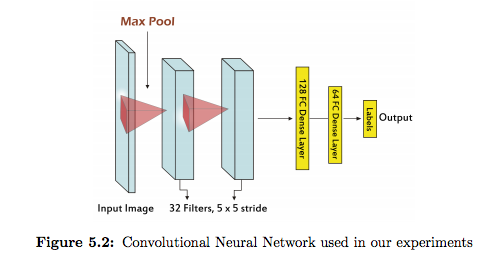 Max Pool
128 FC Dense Layer
64 FC Dense Layer
Labels
Output
Input Image
32 Filters, 5 x 5 stride
Figure 5.2: Convolutional Neural Network used in our experiments